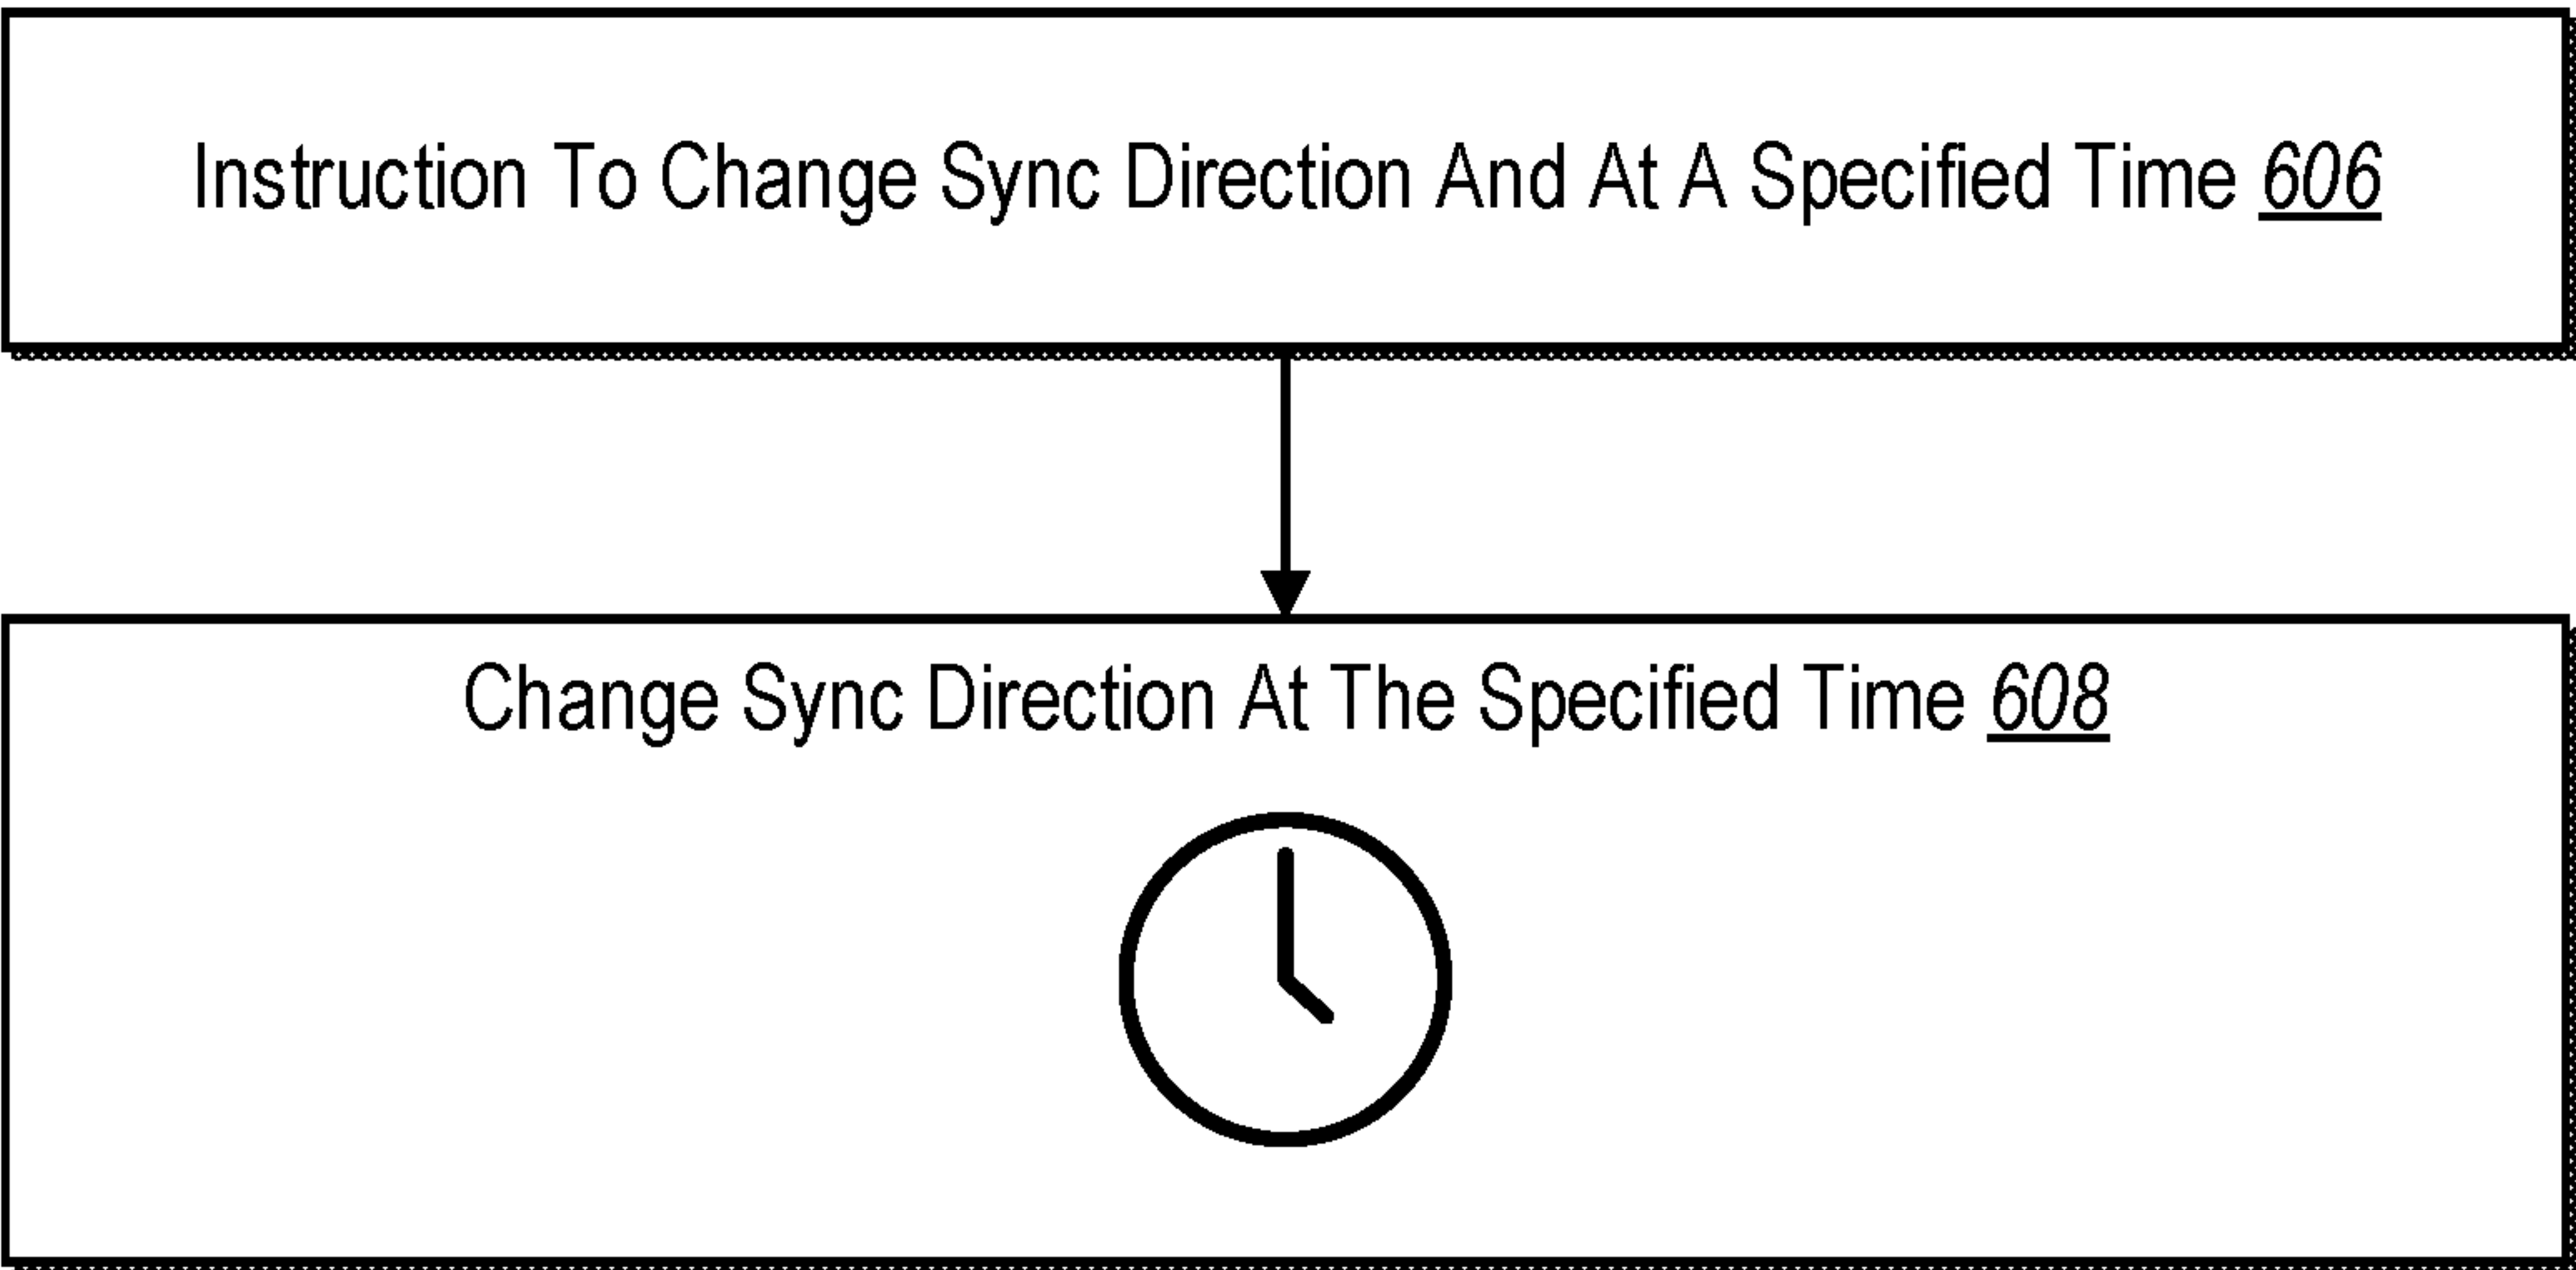 Instruction To Change Sync Direction And At A Specified Time 606
Change Sync Direction At The Specified Time 608